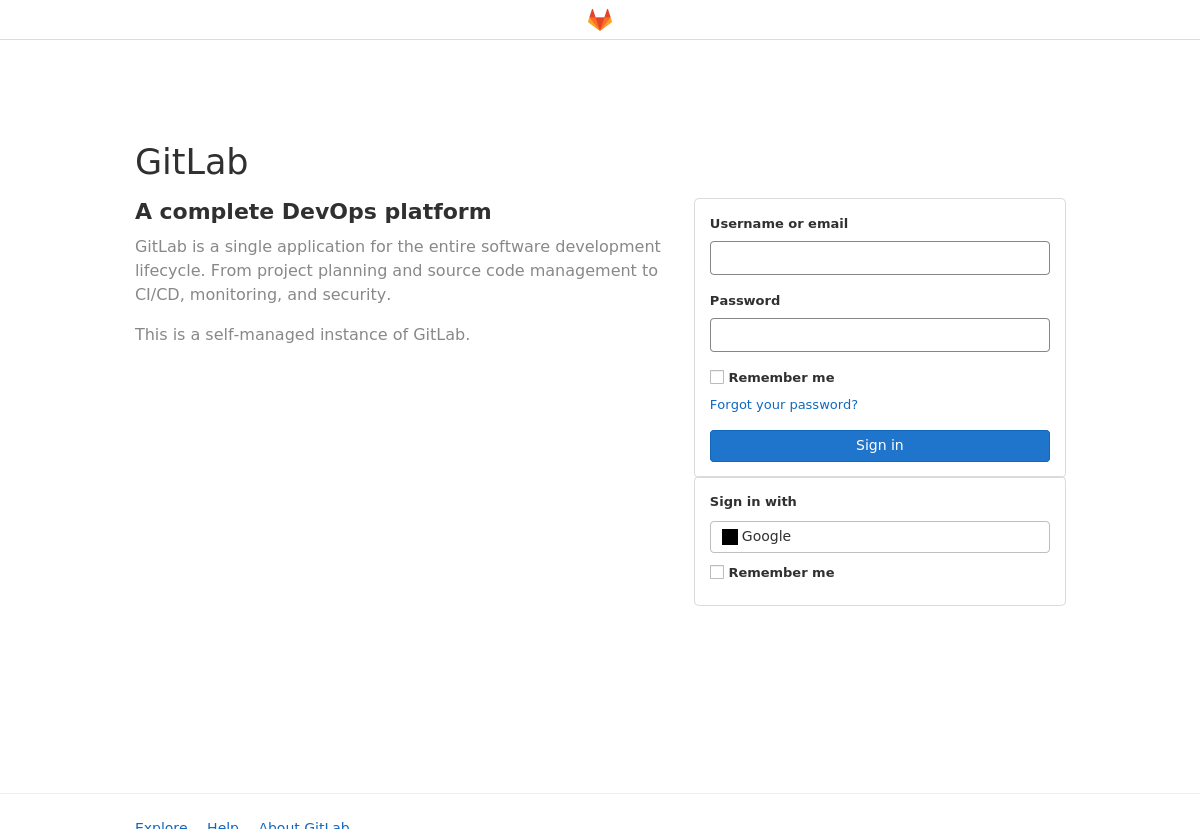 GitLab
A complete DevOps platform
GitLab is a single application for the entire software development
lifecycle. From project planning and source code management to
CI/CD, monitoring, and security.
This is a self-managed instance of GitLab.
Username or email
Password
Remember me
Forgot your password?
Sign in
Sign in with
Google
Remember me
Explore Help About GitLab